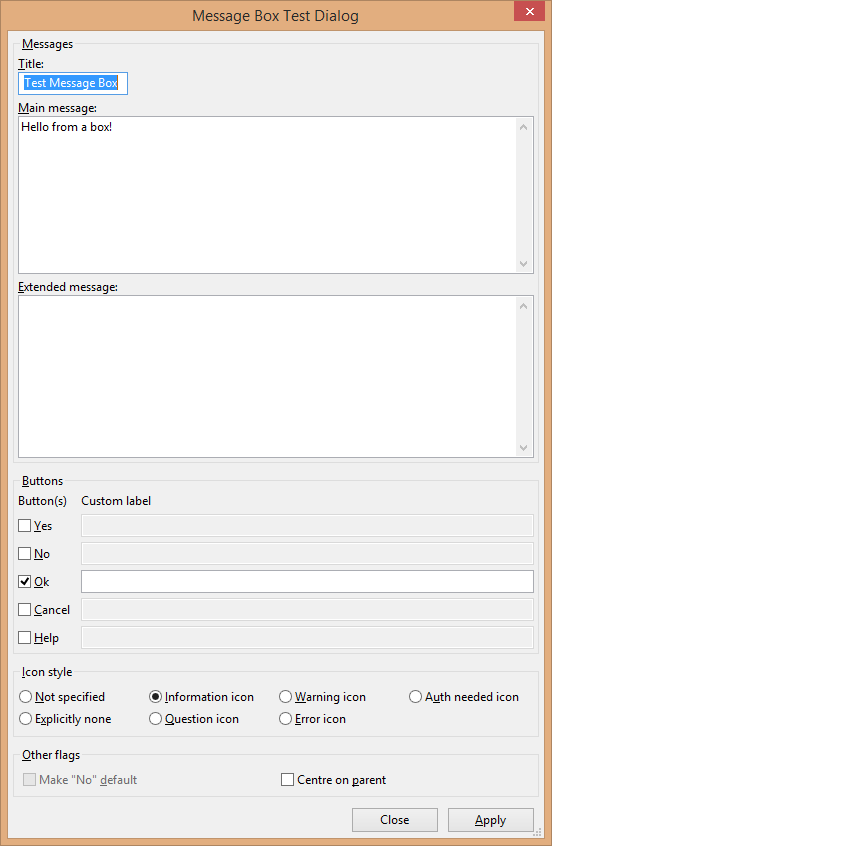 Message Box Test Dialog
Messages
Title:
Test Message Box
Main message:
Hello from a box!
Extended message:
Buttons
Button(s) Custom label
Yes
No
Ok
Cancel
Help
Icon style
Not specified Information icon Warning icon Auth needed icon
Explicitly none Question icon Error icon
Other flags
Make "No" default Centre on parent
Close Apply